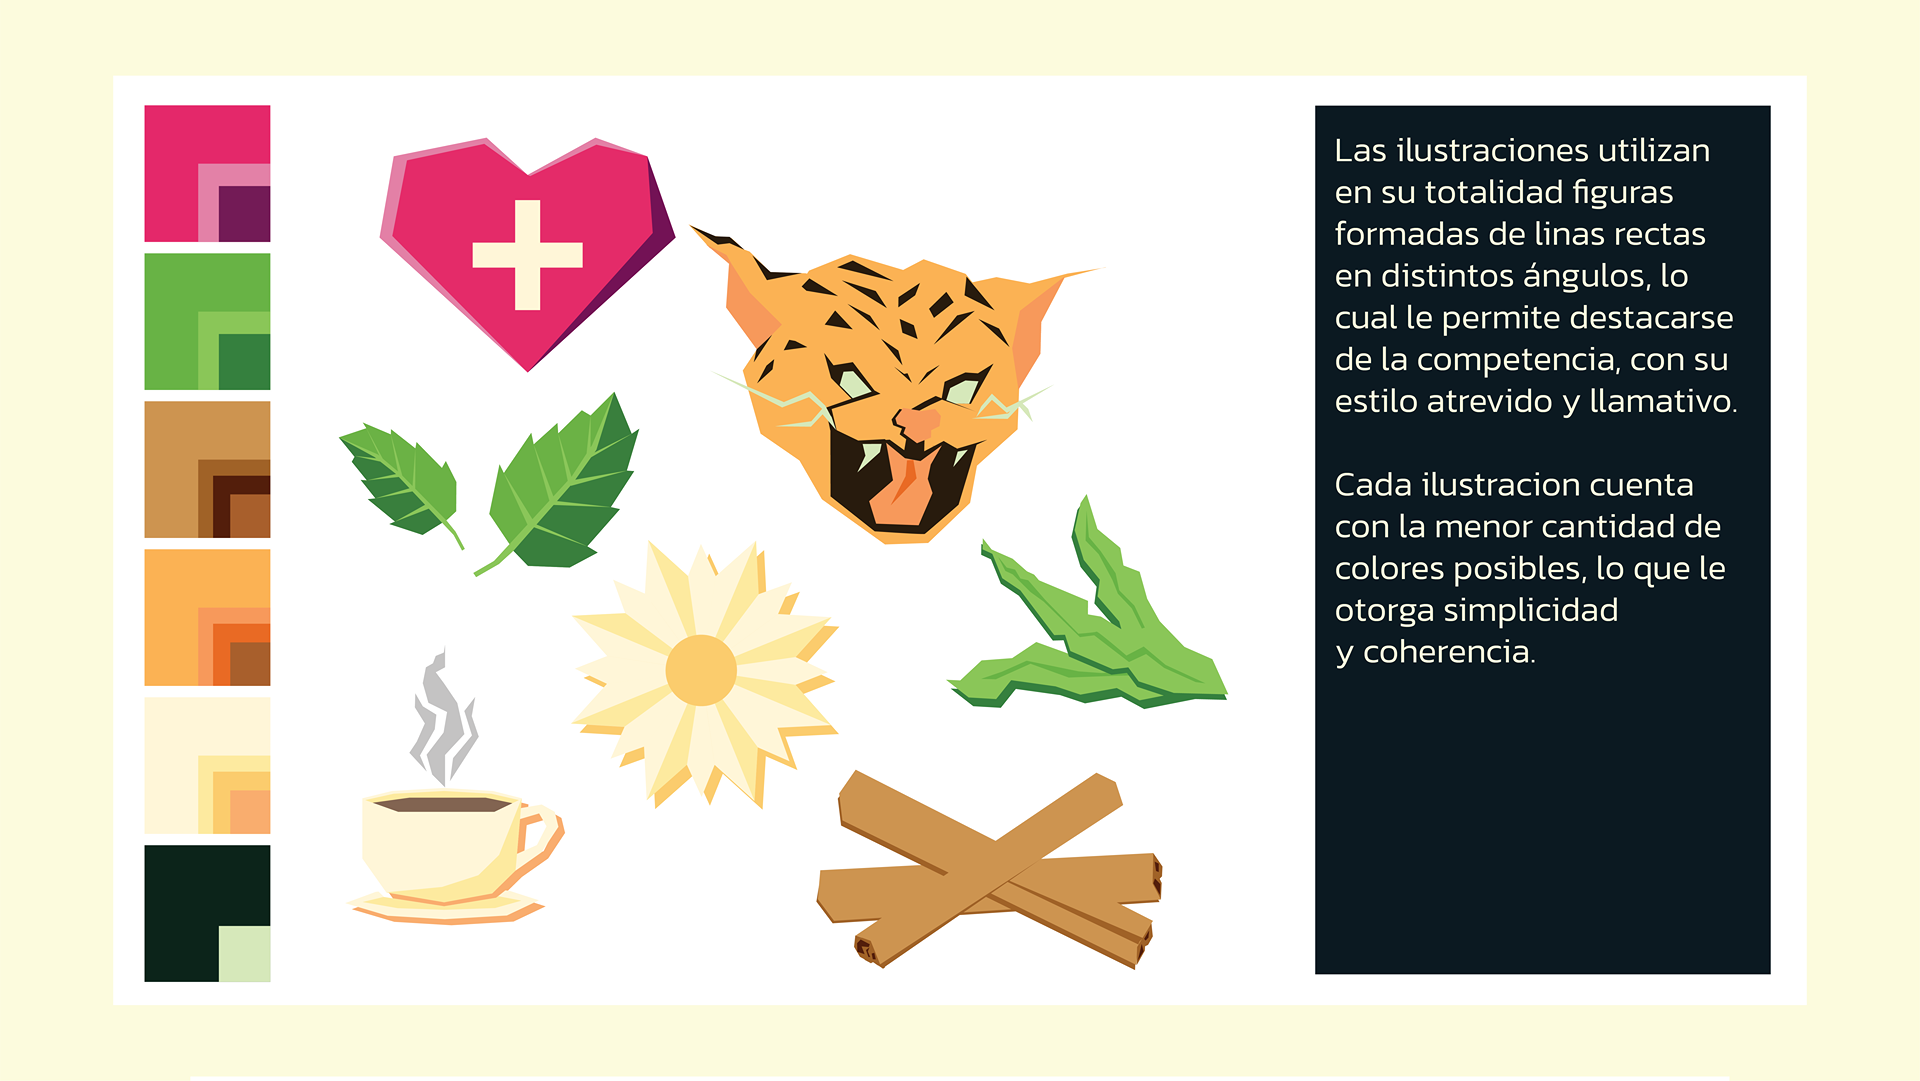 Las ilustraciones utilizan
en su totalidad figuras
formadas de linas rectas
en distintos ángulos, lo
cual le permite destacarse
de la competencia, con su
estilo atrevido y llamativo.
Cada ilustracion cuenta
con la menor cantidad de
colores posibles, lo que le
otorga simplicidad
y coherencia.